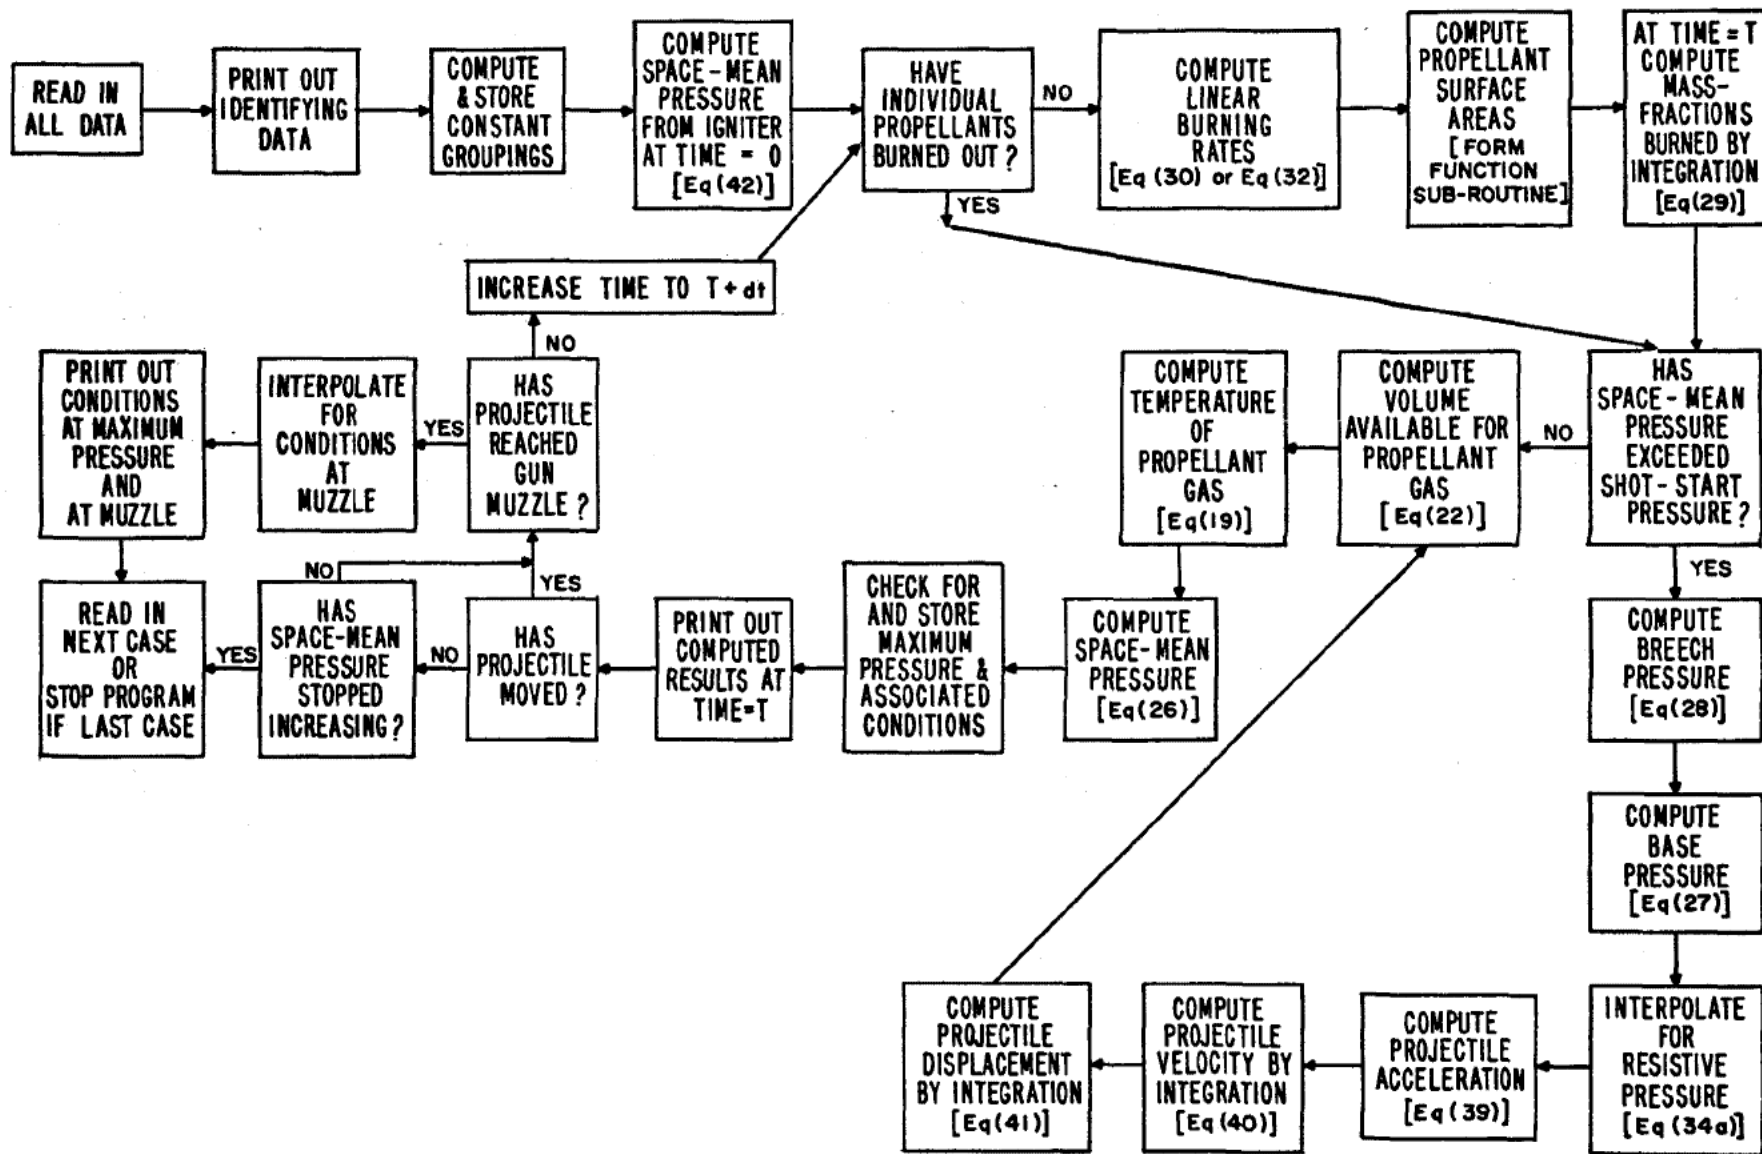 READ IN
ALL DATA
PRINT OUT
IDENTIFYING
DATA
COMPUTE
& STORE
CONSTANT
GROUPINGS
COMPUTE
SPACE-MEAN
PRESSURE
FROM IGNITER
AT TIME = 0
[Eq(42)]
HAVE
INDIVIDUAL
PROPELLANTS
BURNED OUT?
NO
YES
COMPUTE
LINEAR
BURNING
RATES
[Eq (30) or Eq(32)]
COMPUTE
PROPELLANT
SURFACE
AREAS
[FORM
FUNCTION
SUB-ROUTINE]
AT TIME = T
COMPUTE
MASS-
FRACTIONS
BURNED BY
INTEGRATION
[Eq(29)]
INCREASE TIME TO T+dt
NO
PRINT OUT
CONDITIONS
AT MAXIMUM
PRESSURE
AND
AT MUZZLE
INTERPOLATE
FOR
CONDITIONS
AT
MUZZLE
YES
HAS
PROJECTILE
REACHED
GUN
MUZZLE?
COMPUTE
TEMPERATURE
OF
PROPELLANT
GAS
[Eq(19)]
COMPUTE
VOLUME
AVAILABLE FOR
PROPELLANT
GAS
[Eq(22)]
NO
HAS
SPACE-MEAN
PRESSURE
EXCEEDED
SHOT-START
PRESSURE?
YES
READ IN
NEXT CASE
OR
STOP PROGRAM
IF LAST CASE
YES
NO
HAS
SPACE-MEAN
PRESSURE
STOPPED
INCREASING?
NO
YES
HAS
PROJECTILE
MOVED?
PRINT OUT
COMPUTED
RESULTS AT
TIME=T
CHECK FOR
AND STORE
MAXIMUM
PRESSURE &
ASSOCIATED
CONDITIONS
COMPUTE
SPACE-MEAN
PRESSURE
[Eq(26)]
COMPUTE
BREECH
PRESSURE
[Eq(28)]
COMPUTE
BASE
PRESSURE
[Eq(27)]
COMPUTE
PROJECTILE
DISPLACEMENT
BY INTEGRATION
[Eq(41)]
COMPUTE
PROJECTILE
VELOCITY BY
INTEGRATION
[Eq(40)]
COMPUTE
PROJECTILE
ACCELERATION
[Eq(39)]
INTERPOLATE
FOR
RESISTIVE
PRESSURE
[Eq(34a)]